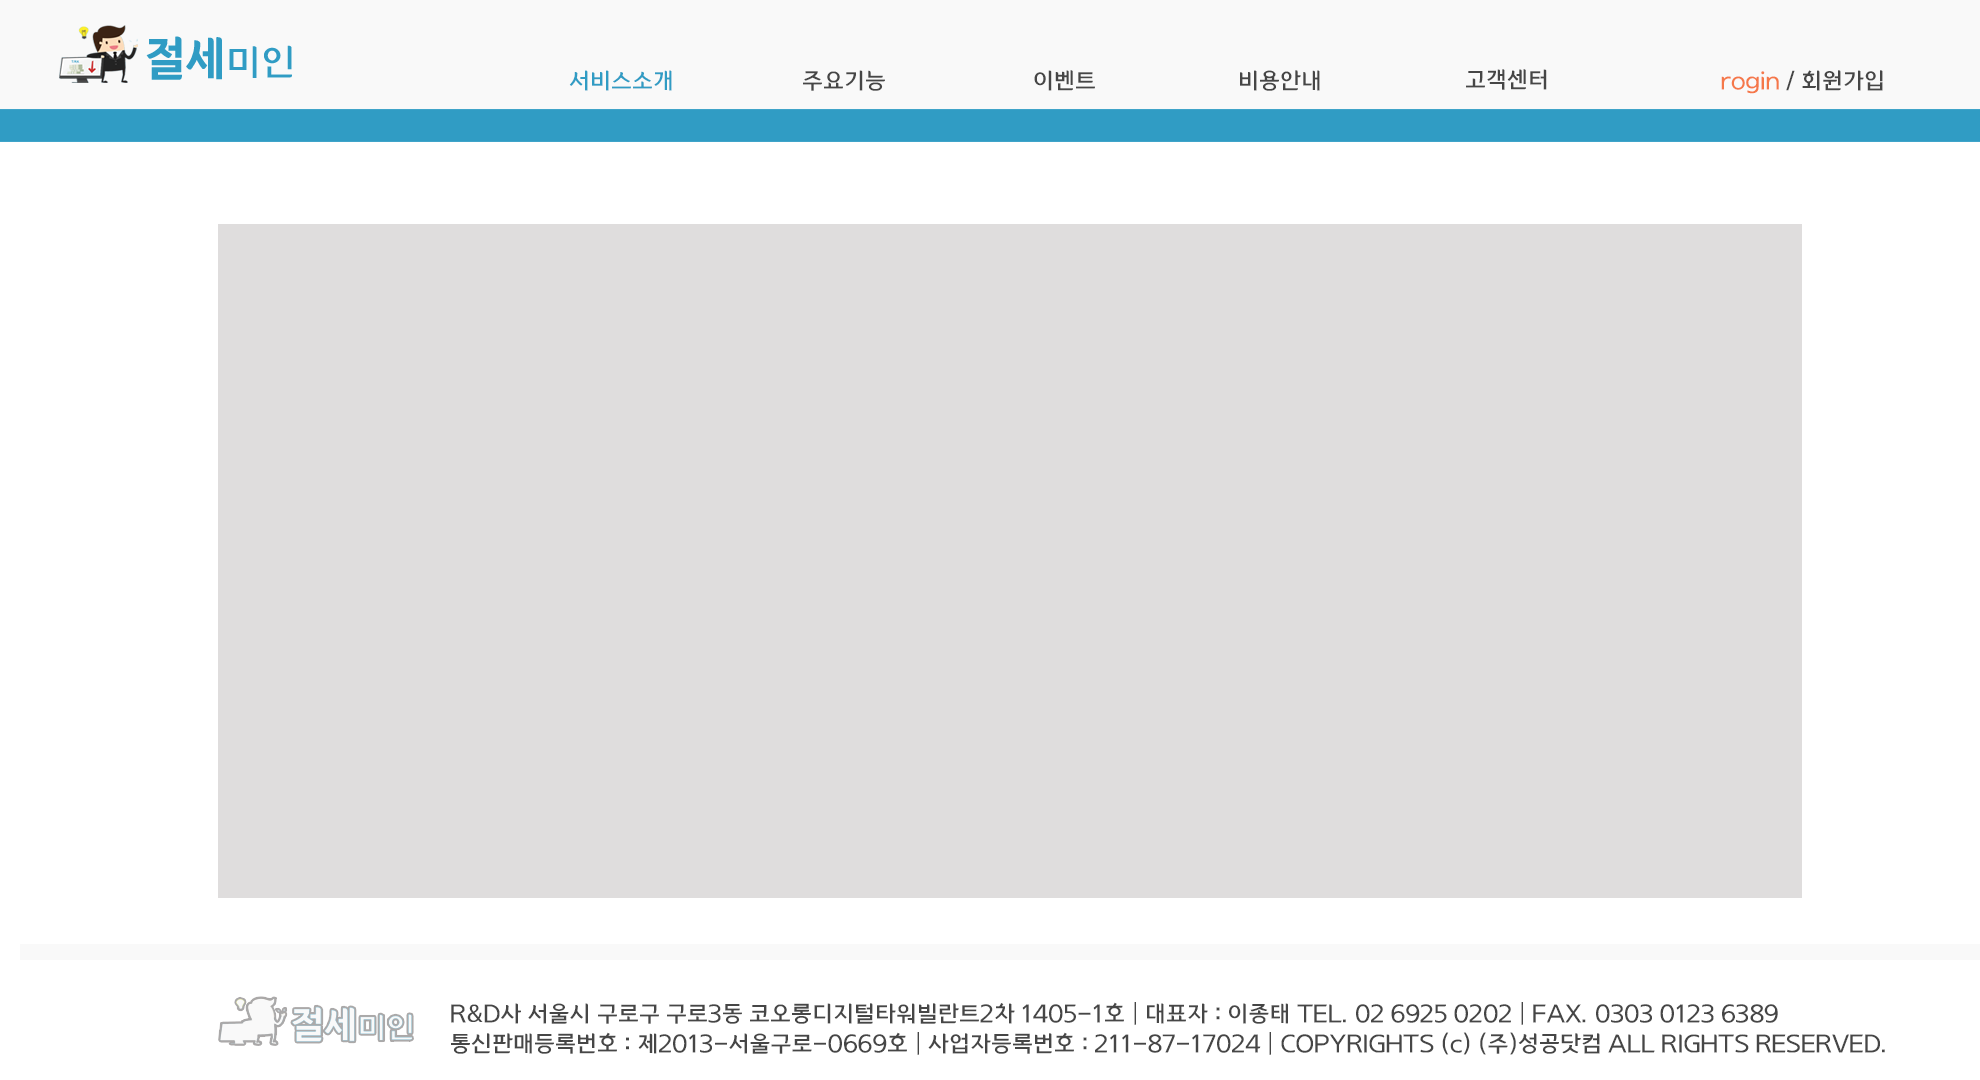 절세미인
서비스소개 주요기능 이벤트 비용안내 고객센터 rogin / 회원가입
절세미인 R&D사 서울시 구로구 구로3동 코오롱디지털타워빌란트2차 1405-1호 | 대표자 : 이종태 TEL. 02 6925 0202 | FAX. 0303 0123 6389
통신판매등록번호 : 제2013-서울구로-0669호 | 사업자등록번호 : 211-87-17024 | COPYRIGHTS (c) (주)성공닷컴 ALL RIGHTS RESERVED.